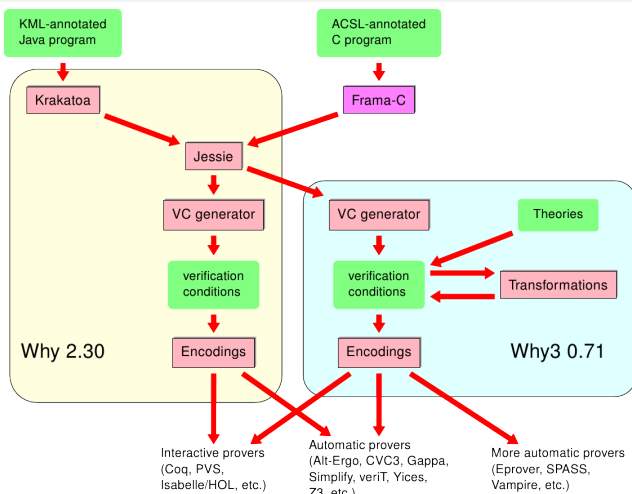 KML-annotated
Java program
ACSL-annotated
C program
Krakatoa
Frama-C
Jessie
VC generator
VC generator
Theories
verification
conditions
verification
conditions
Transformations
Why 2.30
Encodings
Encodings
Why3 0.71
Interactive provers
(Coq, PVS,
Isabelle/HOL, etc.)
Automatic provers
(Alt-Ergo, CVC3, Gappa,
Simplify, veriT, Yices,
Z3, etc.)
More automatic provers
(Eprover, SPASS,
Vampire, etc.)